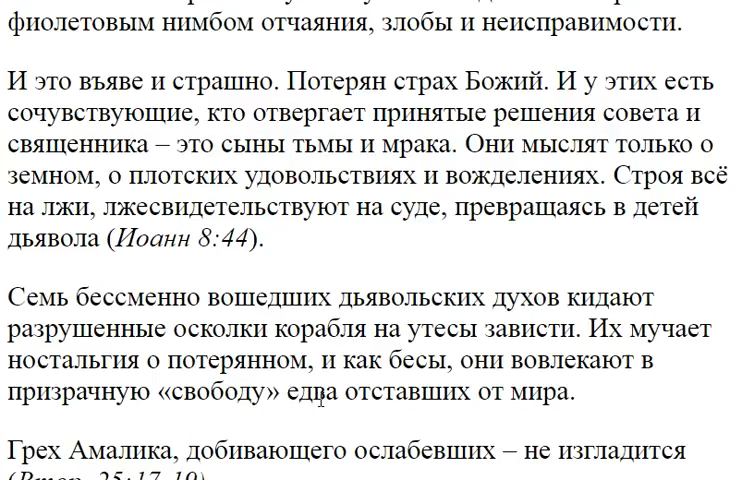 фиолетовым нимбом отчаяния, злобы и неисправимости.
И это въяве и страшно. Потерян страх Божий. И у этих есть
сочувствующие, кто отвергает принятые решения совета и
священника – это сыны тьмы и мрака. Они мыслят только о
земном, о плотских удовольствиях и вожделениях. Строя всё
на лжи, лжесвидетельствуют на суде, превращаясь в детей
дьявола (Иоанн 8:44).
Семь бессменно вошедших дьявольских духов кидают
разрушенные осколки корабля на утесы зависти. Их мучает
ностальгия о потерянном, и как бесы, они вовлекают в
призрачную «свободу» едва отставших от мира.
Грех Амалика, добивающего ослабевших – не изгладится
(Втор. 25:17-19)